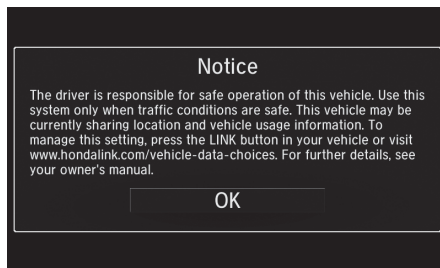 Notice
The driver is responsible for safe operation of this vehicle. Use this
system only when traffic conditions are safe. This vehicle may be
currently sharing location and vehicle usage information. To
manage this setting, press the LINK button in your vehicle or visit
www.hondalink.com/vehicle-data-choices. For further details, see
your owner's manual.
OK